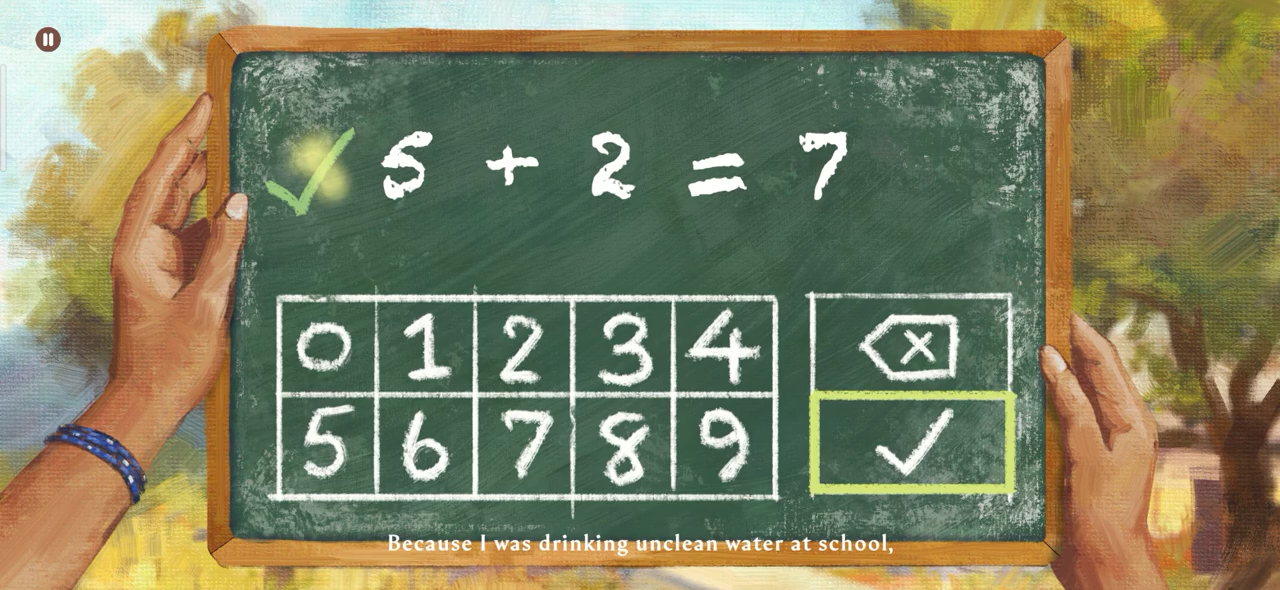 5 + 2 = 7
0 1 2 3 4
5 6 7 8 9
Because I was drinking unclean water at school,